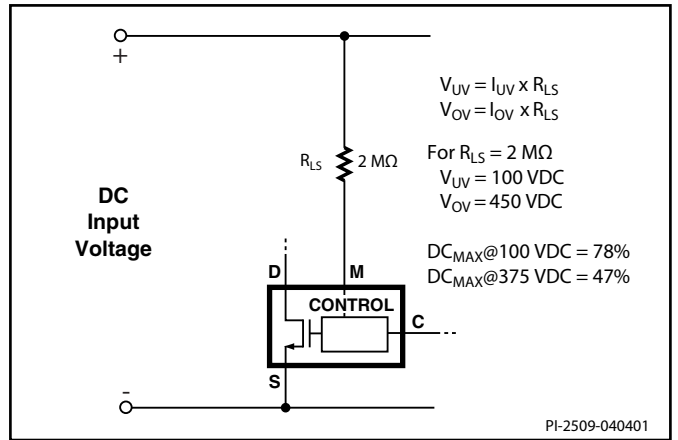 +
V_UV = I_UV x R_LS
V_OV = I_OV x R_LS
R_LS 2 MΩ
For R_LS = 2 MΩ
V_UV = 100 VDC
V_OV = 450 VDC
DC
Input
Voltage
DC_MAX@100 VDC = 78%
DC_MAX@375 VDC = 47%
D M
CONTROL
C
S
-
PI-2509-040401